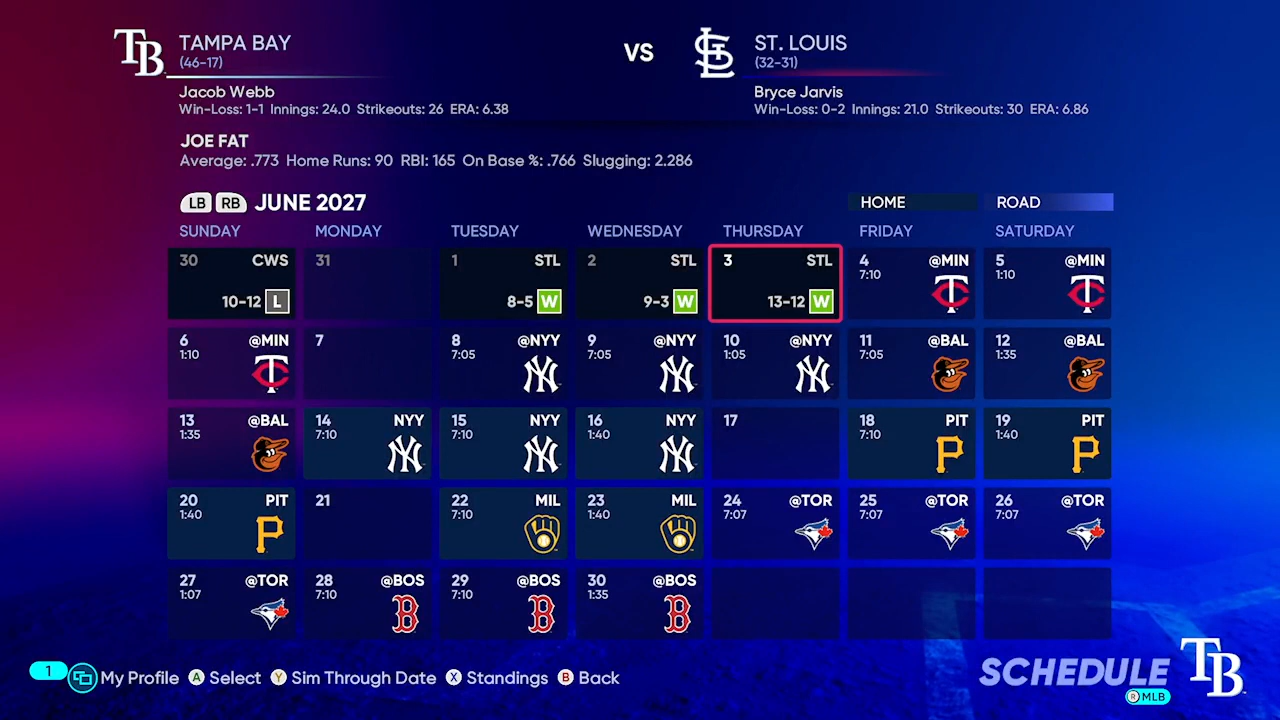 TB TAMPA BAY VS STL ST. LOUIS
(46-17) (32-31)
Jacob Webb Bryce Jarvis
Win-Loss: 1-1 Innings: 24.0 Strikeouts: 26 ERA: 6.38 Win-Loss: 0-2 Innings: 21.0 Strikeouts: 30 ERA: 6.86
JOE FAT
Average: .773 Home Runs: 90 RBI: 165 On Base %: .766 Slugging: 2.286
LB RB JUNE 2027 HOME ROAD
SUNDAY MONDAY TUESDAY WEDNESDAY THURSDAY FRIDAY SATURDAY
30 CWS 31 1 STL 2 STL 3 STL 4 @MIN 5 @MIN
7:10 TC 1:10 TC
10-12 L 8-5 W 9-3 W 13-12 W
6 @MIN 7 8 @NYY 9 @NYY 10 @NYY 11 @BAL 12 @BAL
1:10 TC 7:05 NY 7:05 NY 1:05 NY 7:05 1:35
13 @BAL 14 NYY 15 NYY 16 NYY 17 18 PIT 19 PIT
1:35 7:10 NY 7:10 NY 1:40 NY 7:10 P 1:40 P
20 PIT 21 22 MIL 23 MIL 24 @TOR 25 @TOR 26 @TOR
1:40 P 7:10 1:40 7:07 7:07 7:07
27 @TOR 28 @BOS 29 @BOS 30 @BOS
1:07 7:10 B 7:10 B 1:35 B
1 My Profile A Select Y Sim Through Date X Standings B Back
SCHEDULE TB
R MLB